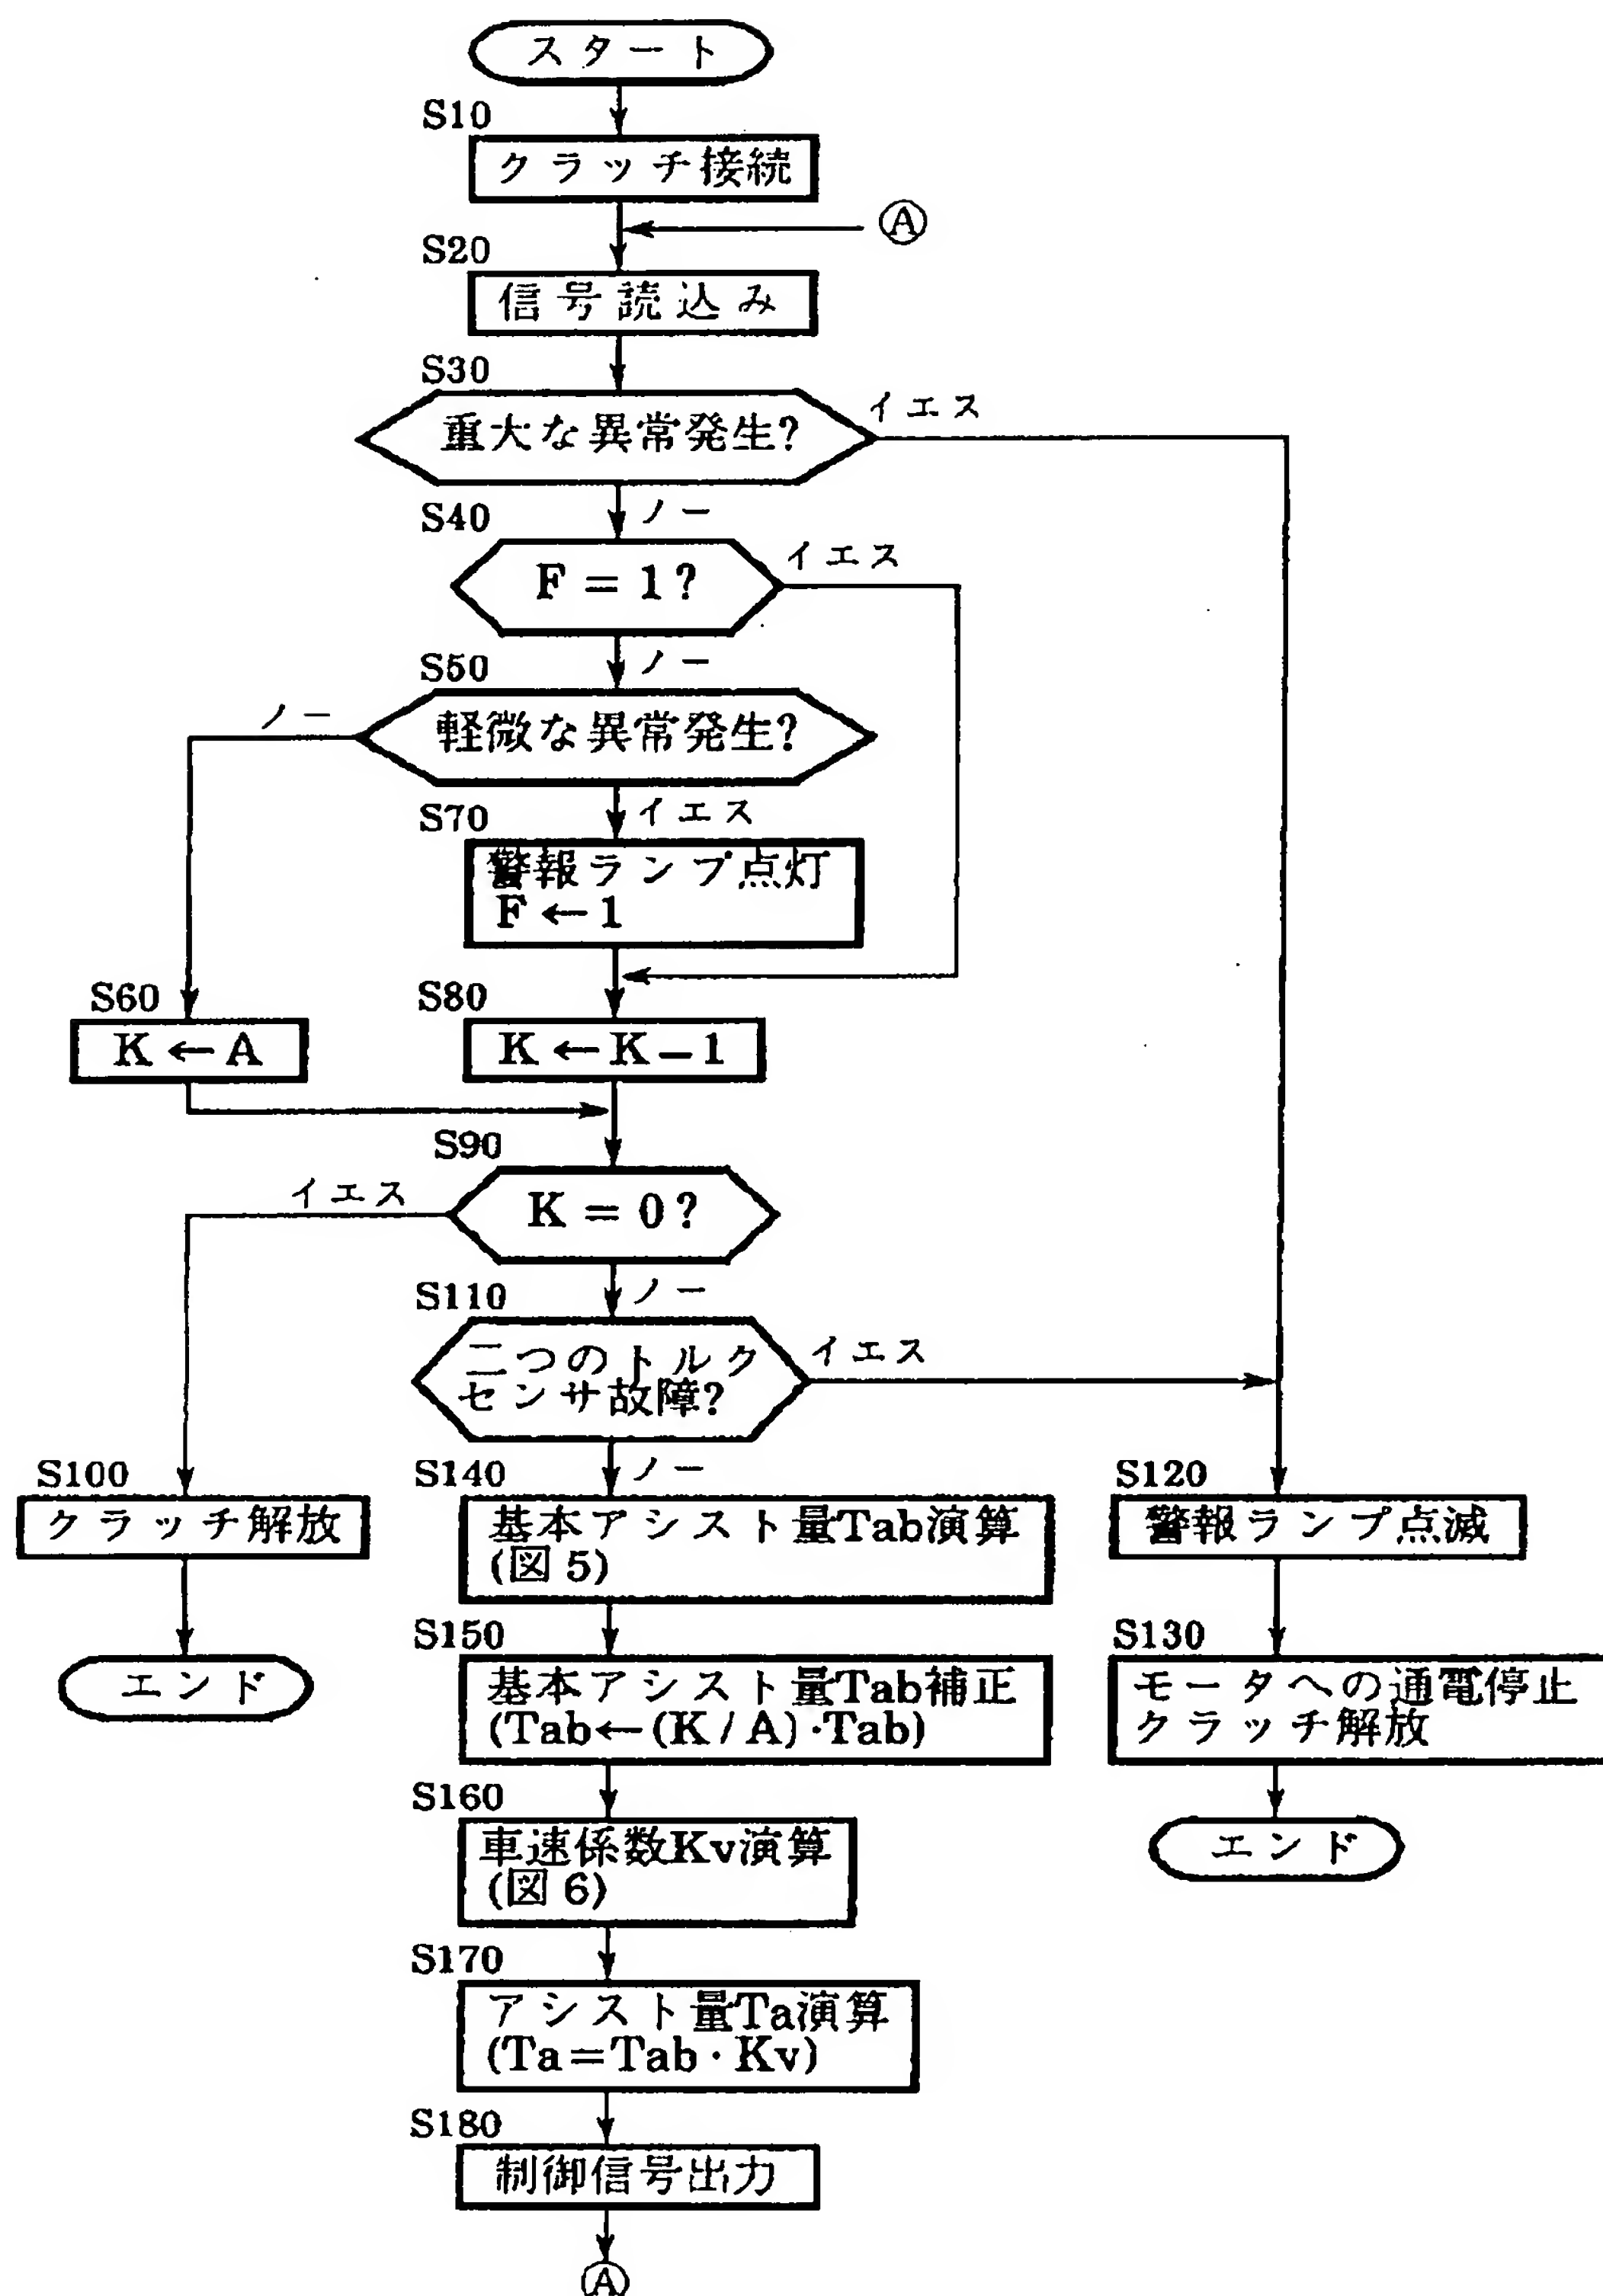 スタート
S10
クラッチ接続
Ⓐ
S20
信号読込み
S30
重大な異常発生?
イエス
ノー
S40
F = 1 ?
イエス
ノー
S50
軽微な異常発生?
ノー
イエス
S70
警報ランプ点灯
F ← 1
S60
K ← A
S80
K ← K − 1
S90
K = 0 ?
イエス
ノー
S110
二つのトルク
センサ故障?
イエス
ノー
S100
クラッチ解放
エンド
S140
基本アシスト量Tab演算
(図 5)
S120
警報ランプ点滅
S150
基本アシスト量Tab補正
(Tab←(K / A)·Tab)
S130
モータへの通電停止
クラッチ解放
エンド
S160
車速係数Kv演算
(図 6)
S170
アシスト量Ta演算
(Ta=Tab · Kv)
S180
制御信号出力
Ⓐ